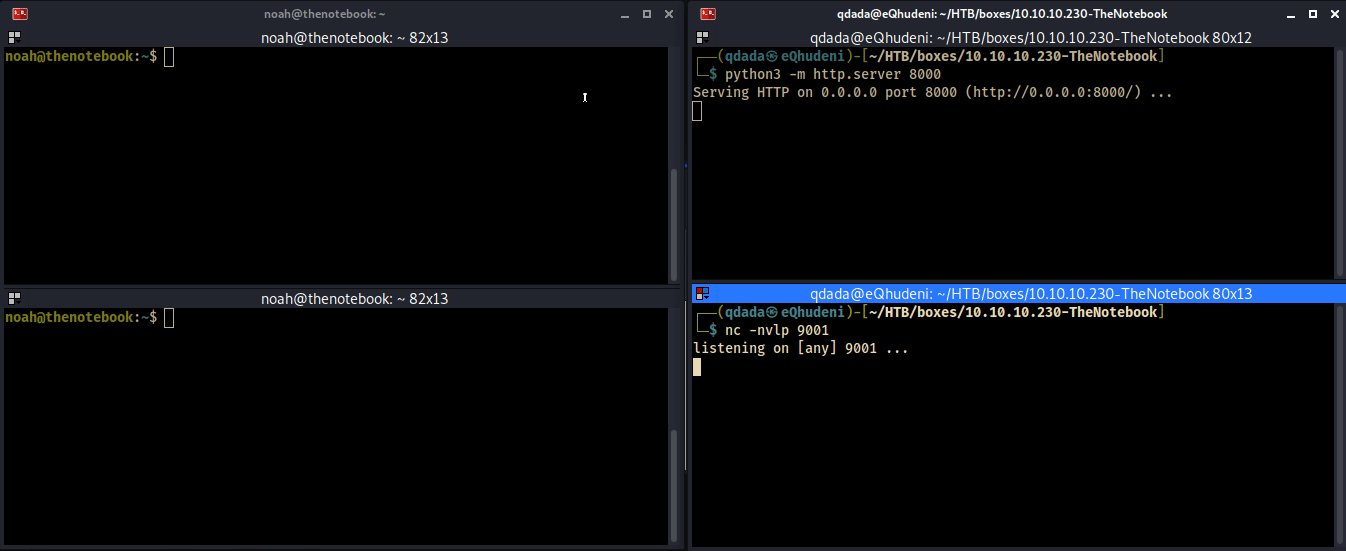 noah@thenotebook: ~
noah@thenotebook: ~ 82x13
noah@thenotebook:~$
noah@thenotebook: ~ 82x13
noah@thenotebook:~$
qdada@eQhudeni: ~/HTB/boxes/10.10.10.230-TheNotebook
qdada@eQhudeni: ~/HTB/boxes/10.10.10.230-TheNotebook 80x12
┌──(qdada㉿eQhudeni)-[~/HTB/boxes/10.10.10.230-TheNotebook]
└─$ python3 -m http.server 8000
Serving HTTP on 0.0.0.0 port 8000 (http://0.0.0.0:8000/) ...
qdada@eQhudeni: ~/HTB/boxes/10.10.10.230-TheNotebook 80x13
┌──(qdada㉿eQhudeni)-[~/HTB/boxes/10.10.10.230-TheNotebook]
└─$ nc -nvlp 9001
listening on [any] 9001 ...